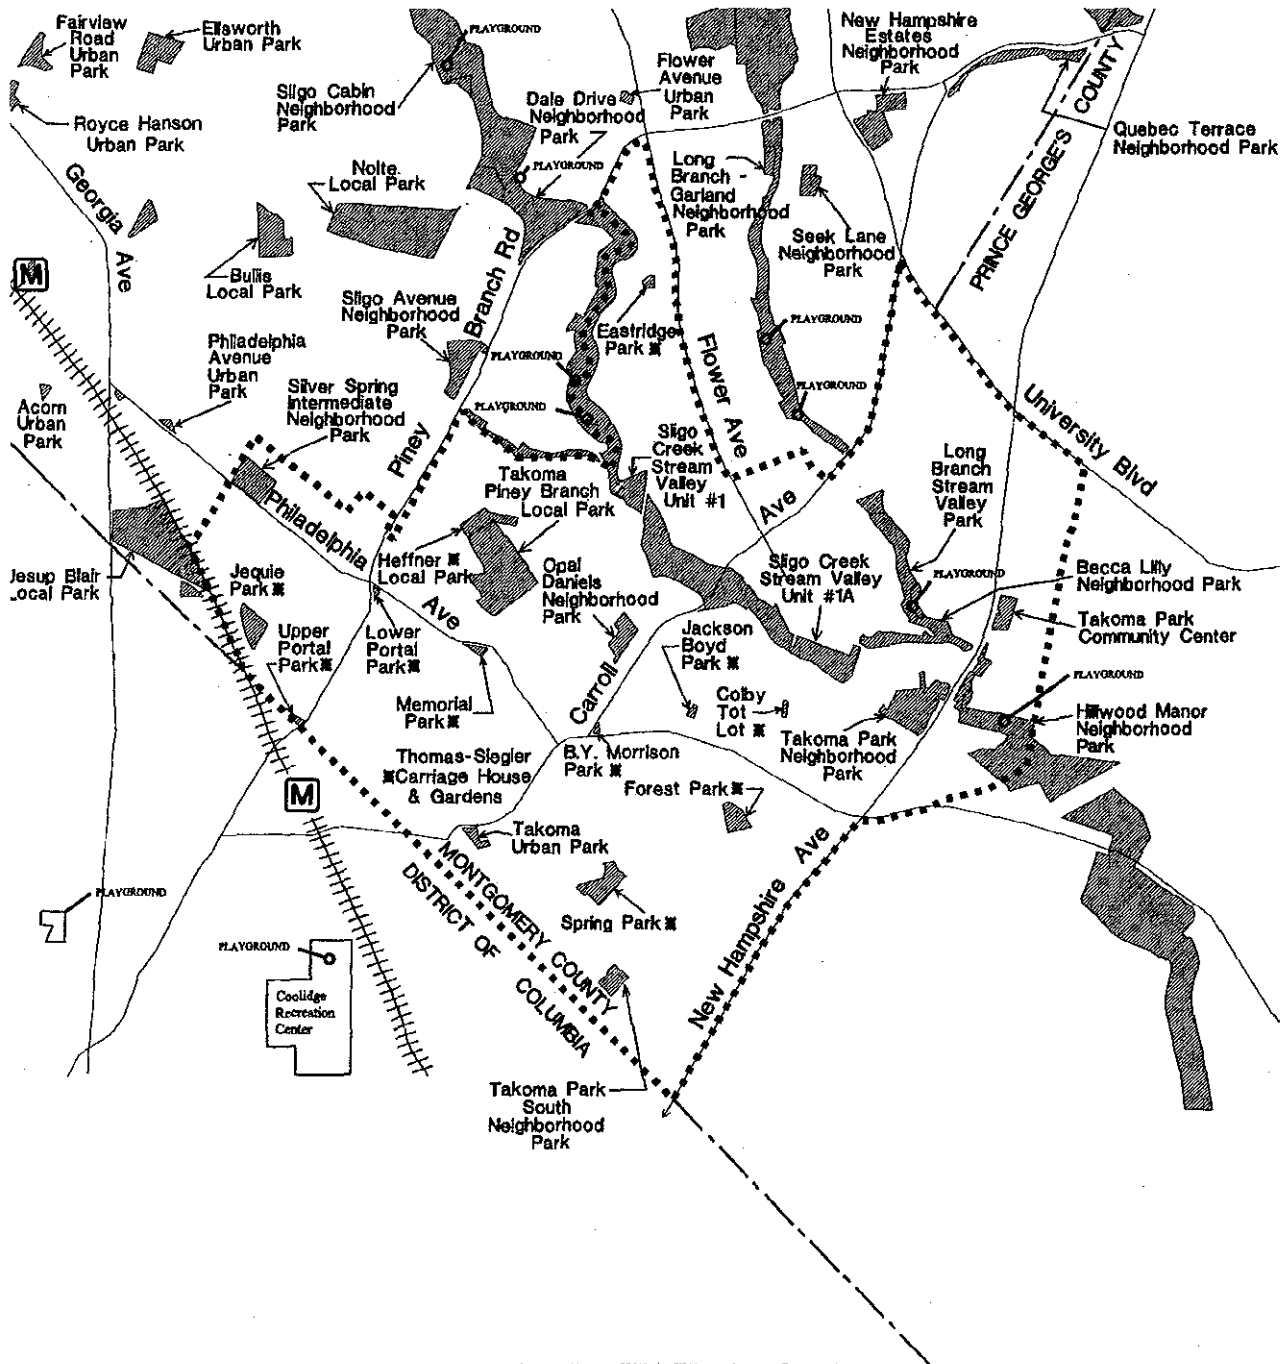 Fairview
Road
Urban
Park
Ellsworth
Urban Park
PLAYGROUND
New Hampshire
Estates
Neighborhood
Park
Sligo Cabin
Neighborhood
Park
Flower
Avenue
Urban
Park
Dale Drive
Neighborhood
Park
COUNTY
PRINCE GEORGE'S
Royce Hanson
Urban Park
Quebec Terrace
Neighborhood Park
PLAYGROUND
Nolte
Local Park
Long
Branch -
Garland
Neighborhood
Park
Georgia
Ave
Seek Lane
Neighborhood
Park
M
Bullis
Local Park
Branch Rd
Piney
Sligo Avenue
Neighborhood
Park
Eastridge
Park ⌘
PLAYGROUND
Philadelphia
Avenue
Urban
Park
PLAYGROUND
Flower Ave
Silver Spring
Intermediate
Neighborhood
Park
PLAYGROUND
PLAYGROUND
Acorn
Urban
Park
University Blvd
Sligo
Creek
Stream
Valley
Unit #1
Long
Branch
Stream
Valley
Park
Takoma
Piney Branch
Local Park
Philadelphia
Ave
Ave
Jesup Blair
Local Park
Jequie
Park ⌘
Heffner ⌘
Local Park
Opal
Daniels
Neighborhood
Park
Sligo Creek
Stream Valley
Unit #1A
PLAYGROUND
Becca Lilly
Neighborhood Park
Takoma Park
Community Center
Upper
Portal
Park ⌘
Lower
Portal
Park ⌘
Jackson
Boyd
Park ⌘
PLAYGROUND
Carroll
Memorial
Park ⌘
Colby
Tot
Lot ⌘
Hillwood Manor
Neighborhood
Park
Takoma Park
Neighborhood
Park
Thomas-Siegler
⌘Carriage House
& Gardens
B.Y. Morrison
Park ⌘
Forest Park ⌘
M
Takoma
Urban Park
MONTGOMERY COUNTY
DISTRICT OF COLUMBIA
New Hampshire Ave
PLAYGROUND
Spring Park ⌘
PLAYGROUND
Coolidge
Recreation
Center
Takoma Park
South
Neighborhood
Park